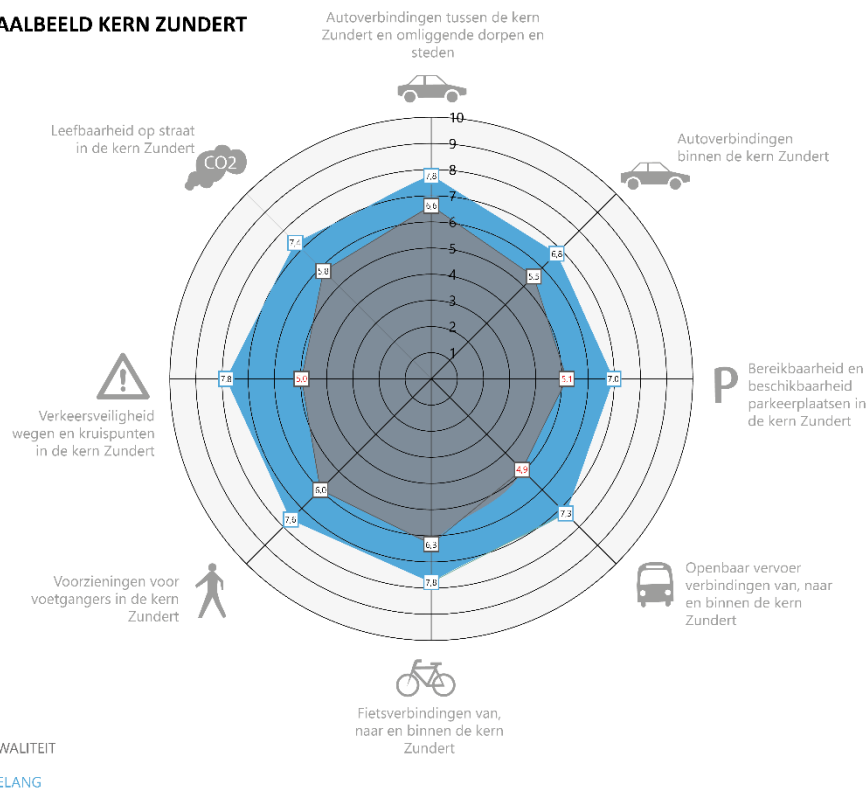 AALBEELD KERN ZUNDERT
Autoverbindingen tussen de kern
Zundert en omliggende dorpen en
steden
Leefbaarheid op straat
in de kern Zundert
CO2
Autoverbindingen
binnen de kern Zundert
10
9
8
7,8
7
6,6
6
5
4
3
2
1
7,4
5,8
6,8
5,5
7,8
5,0
5,1
7,0
Verkeersveiligheid
wegen en kruispunten
in de kern Zundert
P
Bereikbaarheid en
beschikbaarheid
parkeerplaatsen in
de kern Zundert
4,9
7,3
6,0
7,6
6,3
7,8
Voorzieningen voor
voetgangers in de kern
Zundert
Openbaar vervoer
verbindingen van, naar
en binnen de kern
Zundert
Fietsverbindingen van,
naar en binnen de kern
Zundert
WALITEIT
ELANG